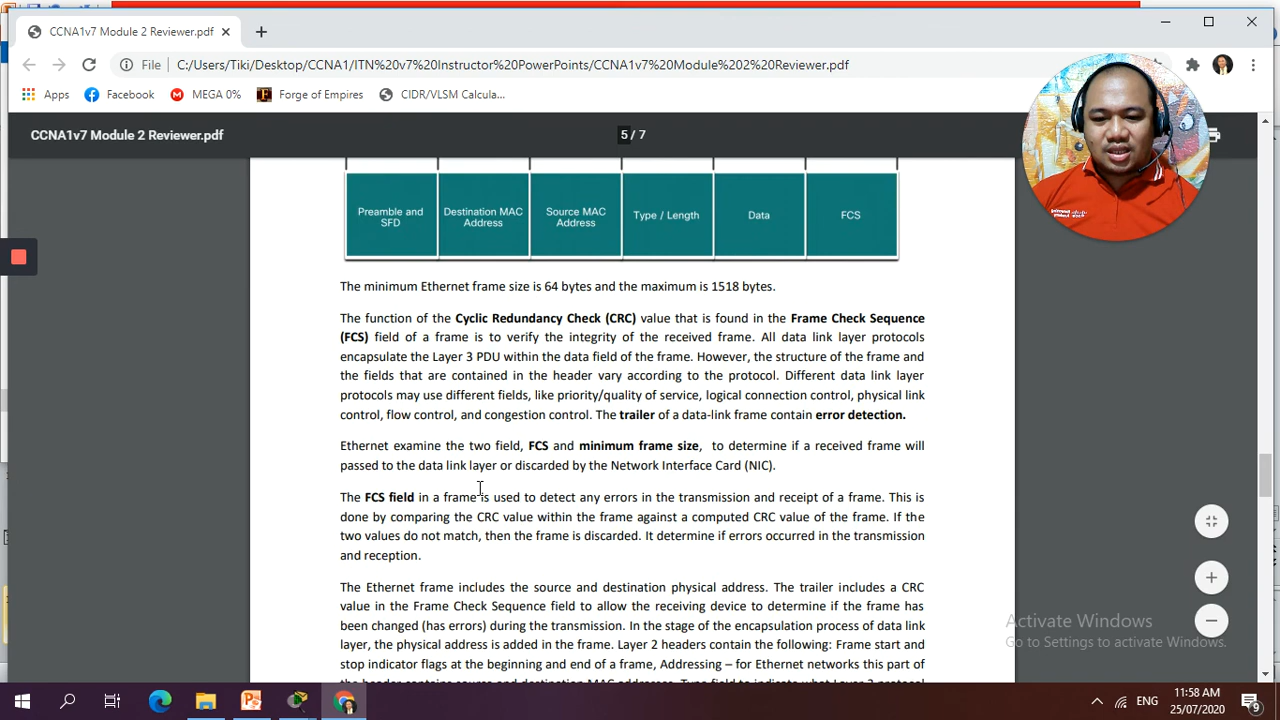 CCNA1v7 Module 2 Reviewer.pdf
File
C:/Users/Tiki/Desktop/CCNA1/ITN%20v7%20Instructor%20PowerPoints/CCNA1v7%20Module%202%20Reviewer.pdf
Apps Facebook MEGA 0% Forge of Empires CIDR/VLSM Calcula...
CCNA1v7 Module 2 Reviewer.pdf 5 / 7
Preamble and SFD
Destination MAC Address
Source MAC Address
Type / Length
Data
FCS
The minimum Ethernet frame size is 64 bytes and the maximum is 1518 bytes.
The function of the Cyclic Redundancy Check (CRC) value that is found in the Frame Check Sequence
(FCS) field of a frame is to verify the integrity of the received frame. All data link layer protocols
encapsulate the Layer 3 PDU within the data field of the frame. However, the structure of the frame and
the fields that are contained in the header vary according to the protocol. Different data link layer
protocols may use different fields, like priority/quality of service, logical connection control, physical link
control, flow control, and congestion control. The trailer of a data-link frame contain error detection.
Ethernet examine the two field, FCS and minimum frame size, to determine if a received frame will
passed to the data link layer or discarded by the Network Interface Card (NIC).
The FCS field in a frame is used to detect any errors in the transmission and receipt of a frame. This is
done by comparing the CRC value within the frame against a computed CRC value of the frame. If the
two values do not match, then the frame is discarded. It determine if errors occurred in the transmission
and reception.
The Ethernet frame includes the source and destination physical address. The trailer includes a CRC
value in the Frame Check Sequence field to allow the receiving device to determine if the frame has
been changed (has errors) during the transmission. In the stage of the encapsulation process of data link
layer, the physical address is added in the frame. Layer 2 headers contain the following: Frame start and
stop indicator flags at the beginning and end of a frame, Addressing – for Ethernet networks this part of
Activate Windows
Go to Settings to activate Windows.
ENG
11:58 AM
25/07/2020
9